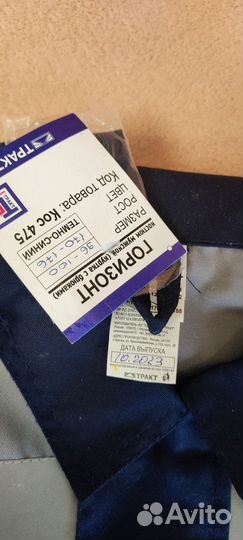 ТРАКТ
ГОРИЗОНТ
костюм мужской (куртка с брюками)
РАЗМЕР 96-100
РОСТ 170-176
ЦВЕТ ТЕМНО-СИНИЙ
Код товара: Кос 475
ДАТА ВЫПУСКА
10.2023
ТРАКТ
Avito